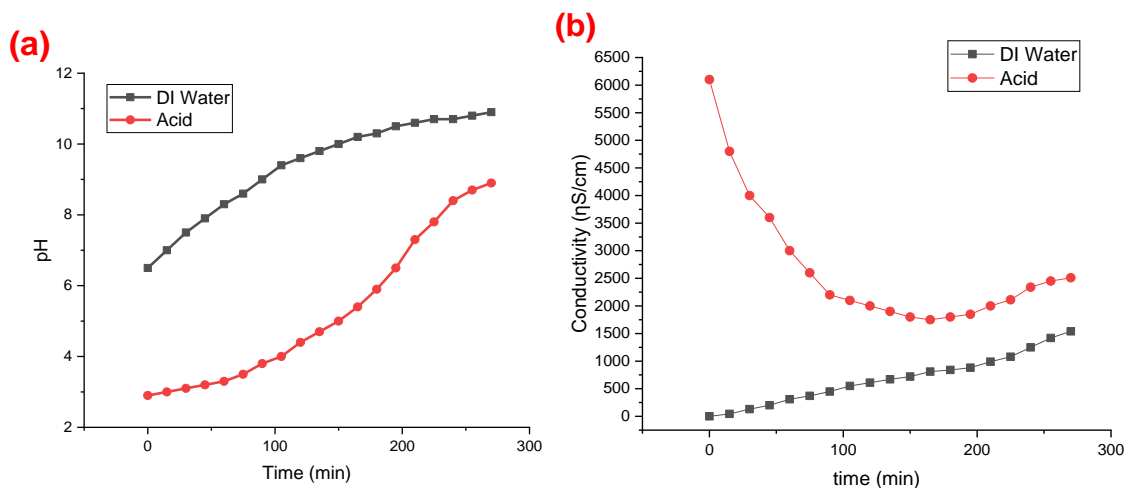 (a)
12
10
8
6
4
2
pH
DI Water
Acid
0
100
200
300
Time (min)
(b)
6500
6000
5500
5000
4500
4000
3500
3000
2500
2000
1500
1000
500
0
Conductivity (ηS/cm)
DI Water
Acid
0
100
200
300
time (min)